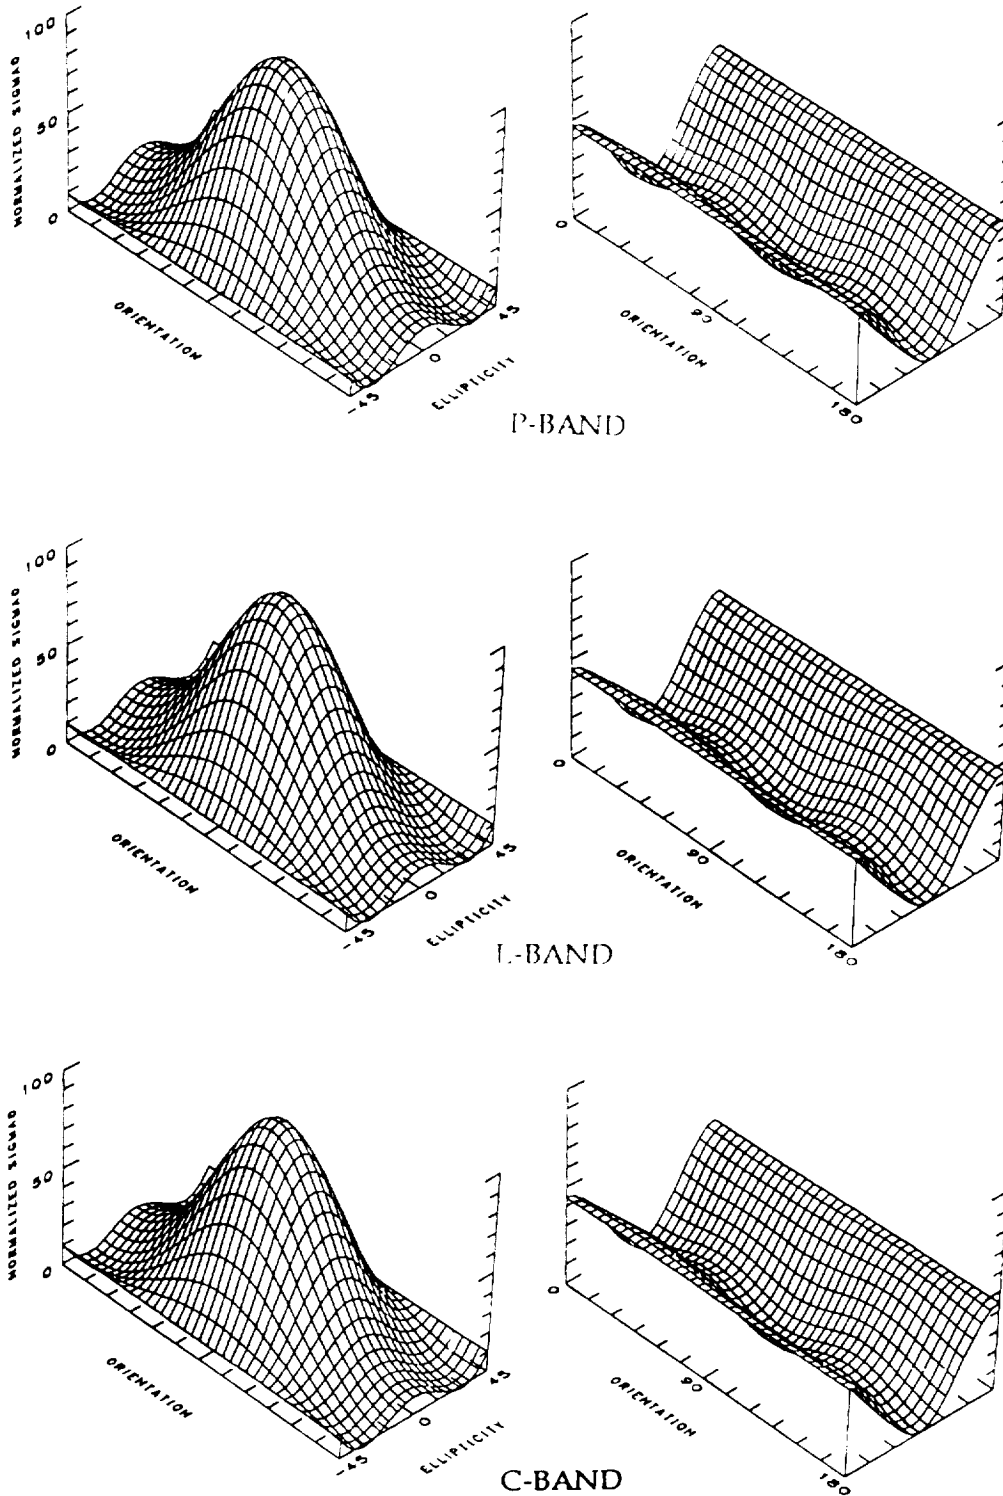 100
50
0
NORMALIZED SIGMA0
ORIENTATION
-45
0
45
ELLIPTICITY
0
90
180
ORIENTATION
P-BAND
100
50
0
NORMALIZED SIGMA0
ORIENTATION
-45
0
45
ELLIPTICITY
0
90
180
ORIENTATION
L-BAND
100
50
0
NORMALIZED SIGMA0
ORIENTATION
-45
0
45
ELLIPTICITY
0
90
180
ORIENTATION
C-BAND